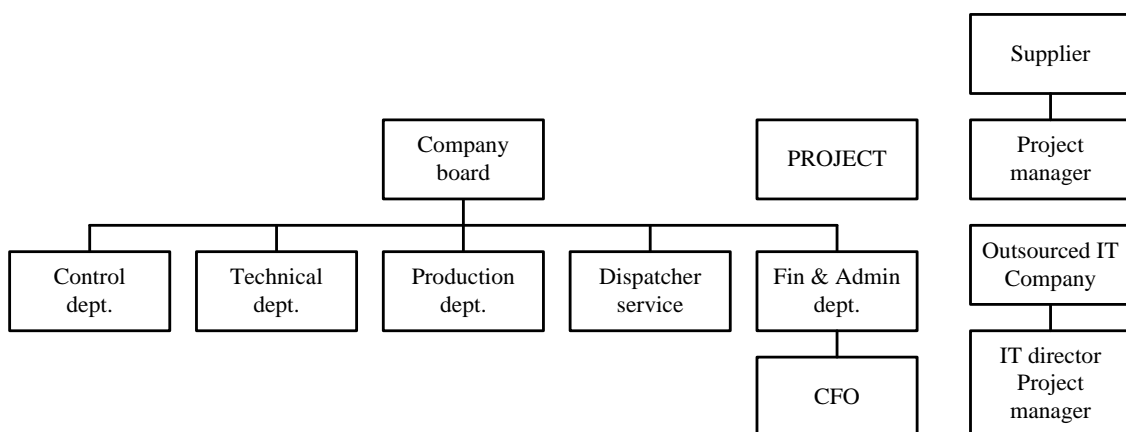 Supplier
Company
board
PROJECT
Project
manager
Control
dept.
Technical
dept.
Production
dept.
Dispatcher
service
Fin & Admin
dept.
Outsourced IT
Company
CFO
IT director
Project
manager